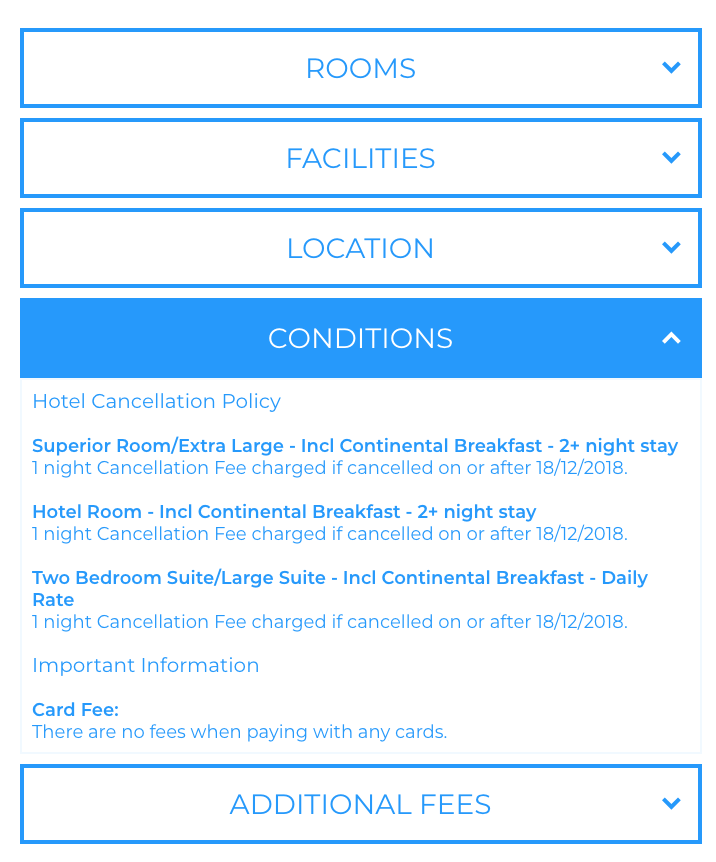 ROOMS
FACILITIES
LOCATION
CONDITIONS
Hotel Cancellation Policy
Superior Room/Extra Large - Incl Continental Breakfast - 2+ night stay
1 night Cancellation Fee charged if cancelled on or after 18/12/2018.
Hotel Room - Incl Continental Breakfast - 2+ night stay
1 night Cancellation Fee charged if cancelled on or after 18/12/2018.
Two Bedroom Suite/Large Suite - Incl Continental Breakfast - Daily
Rate
1 night Cancellation Fee charged if cancelled on or after 18/12/2018.
Important Information
Card Fee:
There are no fees when paying with any cards.
ADDITIONAL FEES